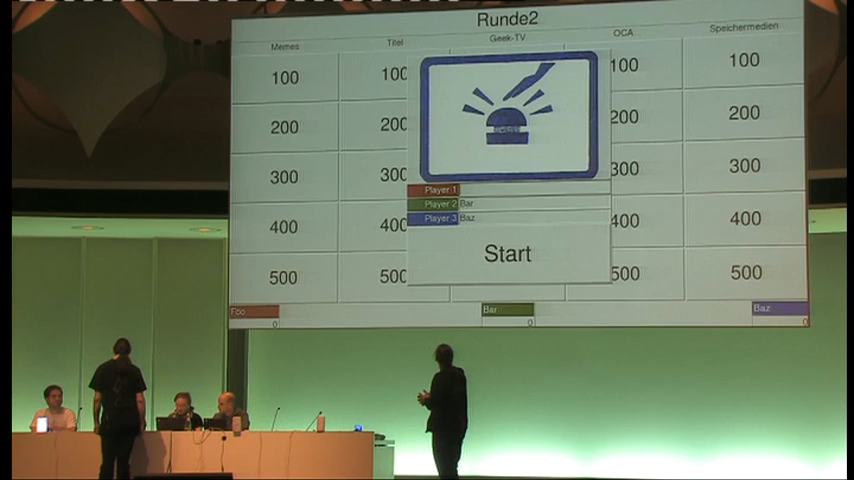 Runde2
Memes Titel Geek-TV OCA Speichermedien
100 100 100 100
200 200 200 200
300 300 300 300
400 400 400 400
500 500 500 500
Player 1
Player 2 Bar
Player 3 Baz
Start
Foo Bar Baz
0 0 0